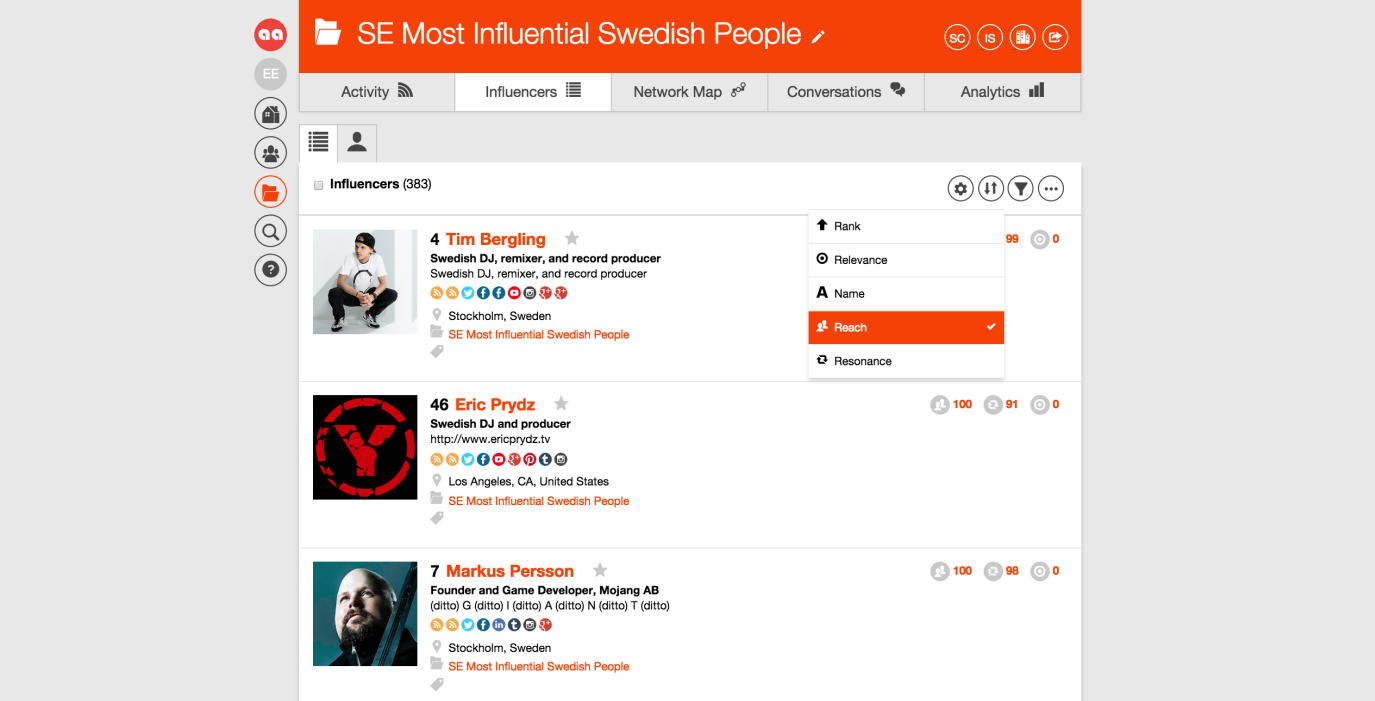 aa
SE Most Influential Swedish People
SC
IS
EE
Activity
Influencers
Network Map
Conversations
Analytics
Influencers (383)
Rank
Relevance
Name
Reach
Resonance
4 Tim Bergling
99
0
Swedish DJ, remixer, and record producer
Swedish DJ, remixer, and record producer
Stockholm, Sweden
SE Most Influential Swedish People
46 Eric Prydz
100
91
0
Swedish DJ and producer
http://www.ericprydz.tv
Los Angeles, CA, United States
SE Most Influential Swedish People
7 Markus Persson
100
98
0
Founder and Game Developer, Mojang AB
(ditto) G (ditto) I (ditto) A (ditto) N (ditto) T (ditto)
Stockholm, Sweden
SE Most Influential Swedish People